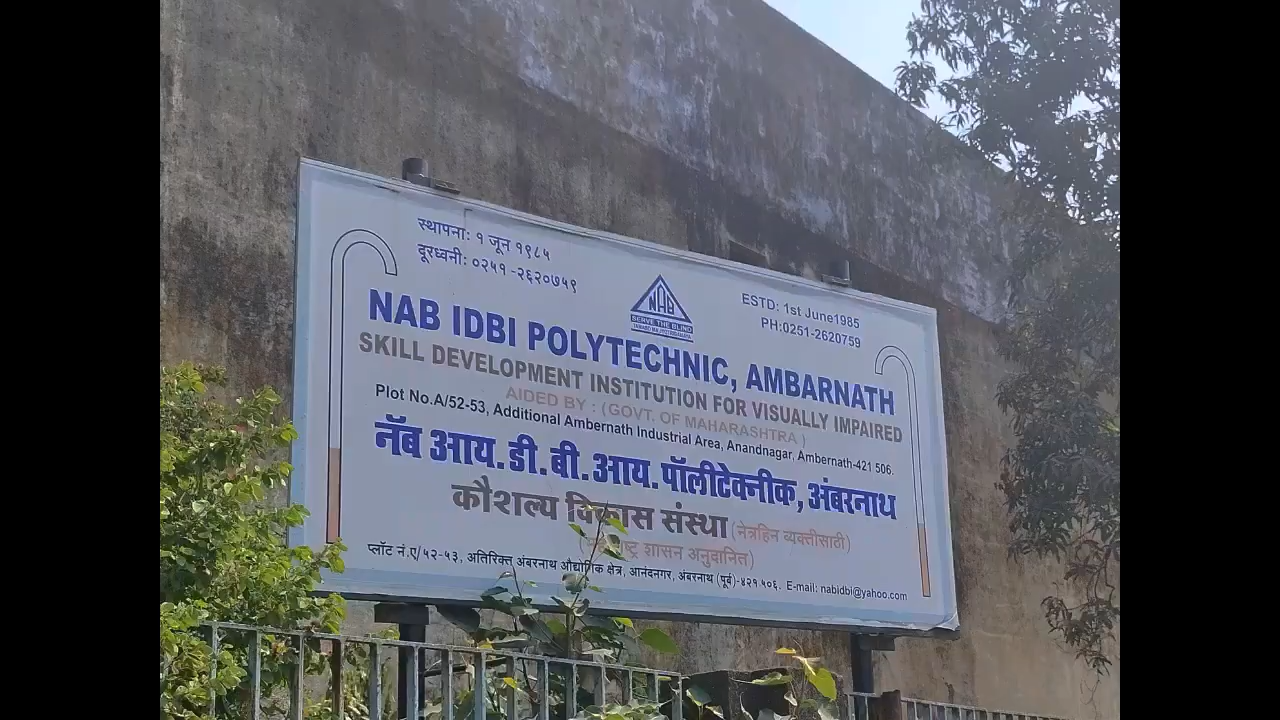 स्थापना: १ जून १९८५
दूरध्वनी: ०२५१-२६२०७५९
NAB
SERVE THE BLIND
ESTD: 1st June1985
PH:0251-2620759
NAB IDBI POLYTECHNIC, AMBARNATH
SKILL DEVELOPMENT INSTITUTION FOR VISUALLY IMPAIRED
AIDED BY : (GOVT. OF MAHARASHTRA )
Plot No.A/52-53, Additional Ambernath Industrial Area, Anandnagar, Ambernath-421 506.
नॅब आय.डी.बी.आय.पॉलीटेक्नीक, अंबरनाथ
कौशल्य विकास संस्था (नेत्रहिन व्यक्तीसाठी)
शासन अनुदानित)
प्लॉट नं.ए/५२-५३, अतिरिक्त अंबरनाथ औद्योगिक क्षेत्र, आनंदनगर, अंबरनाथ (पूर्व)-४२१ ५०६. E-mail: nabidbi@yahoo.com